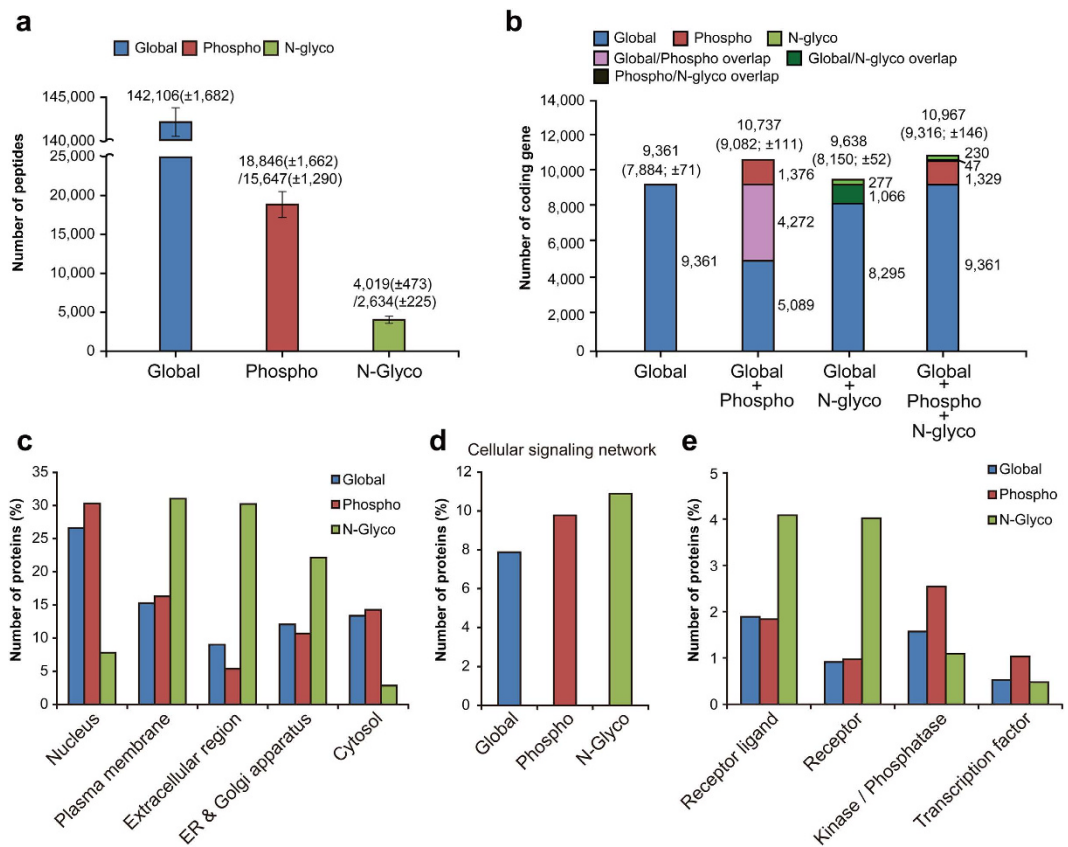 a
Global Phospho N-glyco
Number of peptides
145,000
140,000
25,000
20,000
15,000
10,000
5,000
0
142,106(±1,682)
18,846(±1,662)
/15,647(±1,290)
4,019(±473)
/2,634(±225)
Global Phospho N-Glyco
b
Global Phospho N-glyco
Global/Phospho overlap Global/N-glyco overlap
Phospho/N-glyco overlap
Number of coding gene
14,000
12,000
10,000
8,000
6,000
4,000
2,000
0
9,361
(7,884; ±71)
9,361
10,737
(9,082; ±111)
1,376
4,272
5,089
9,638
(8,150; ±52)
277
1,066
8,295
10,967
(9,316; ±146)
230
47
1,329
9,361
Global
Global
+
Phospho
Global
+
N-glyco
Global
+
Phospho
+
N-glyco
c
Number of proteins (%)
35
30
25
20
15
10
5
0
Global
Phospho
N-Glyco
Nucleus
Plasma membrane
Extracellular region
ER & Golgi apparatus
Cytosol
d
Cellular signaling network
Number of proteins (%)
12
10
8
6
4
2
0
Global
Phospho
N-Glyco
e
Number of proteins (%)
5
4
3
2
1
0
Global
Phospho
N-Glyco
Receptor ligand
Receptor
Kinase / Phosphatase
Transcription factor